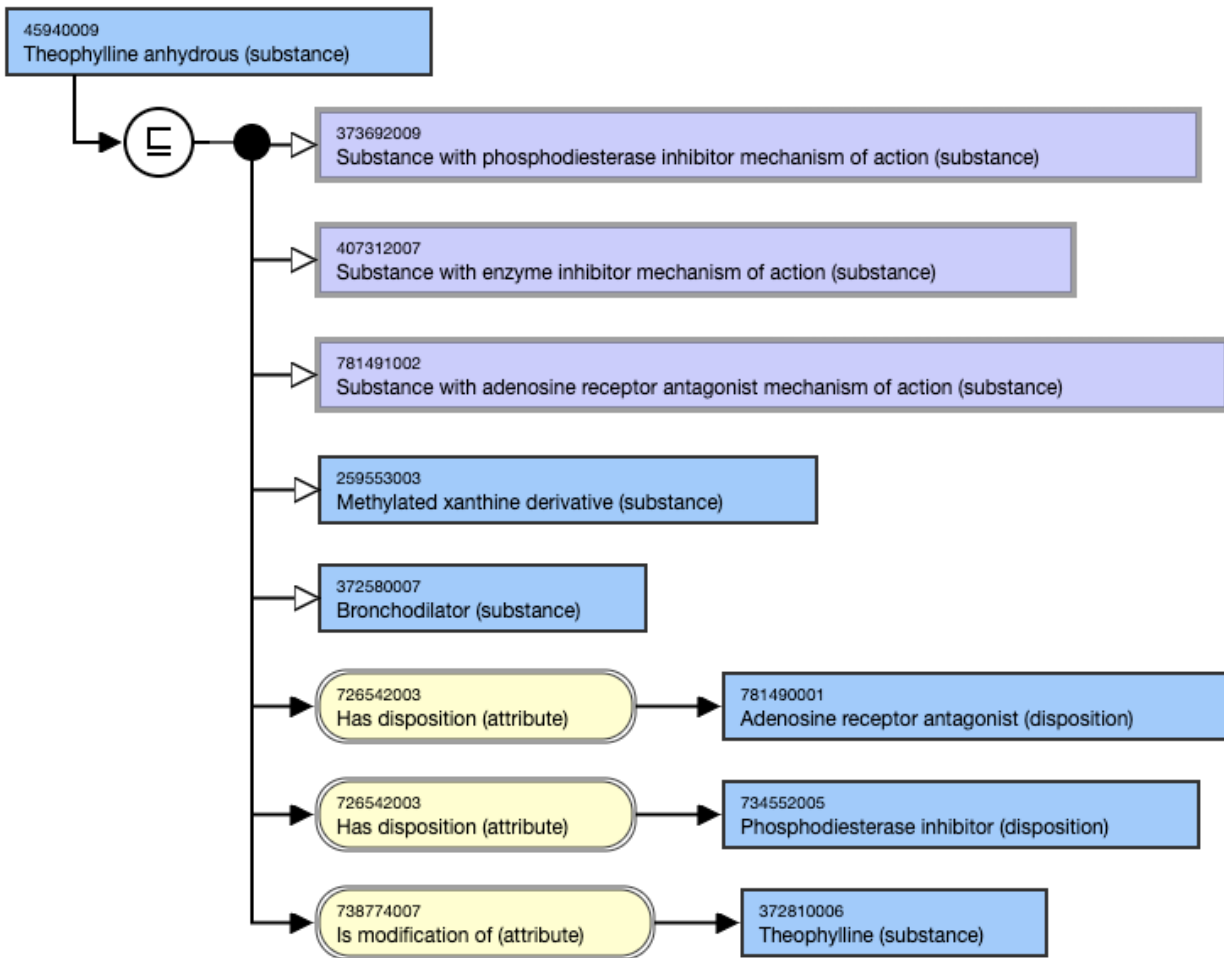 45940009
Theophylline anhydrous (substance)
⊑
373692009
Substance with phosphodiesterase inhibitor mechanism of action (substance)
407312007
Substance with enzyme inhibitor mechanism of action (substance)
781491002
Substance with adenosine receptor antagonist mechanism of action (substance)
259553003
Methylated xanthine derivative (substance)
372580007
Bronchodilator (substance)
726542003
Has disposition (attribute)
781490001
Adenosine receptor antagonist (disposition)
726542003
Has disposition (attribute)
734552005
Phosphodiesterase inhibitor (disposition)
738774007
Is modification of (attribute)
372810006
Theophylline (substance)